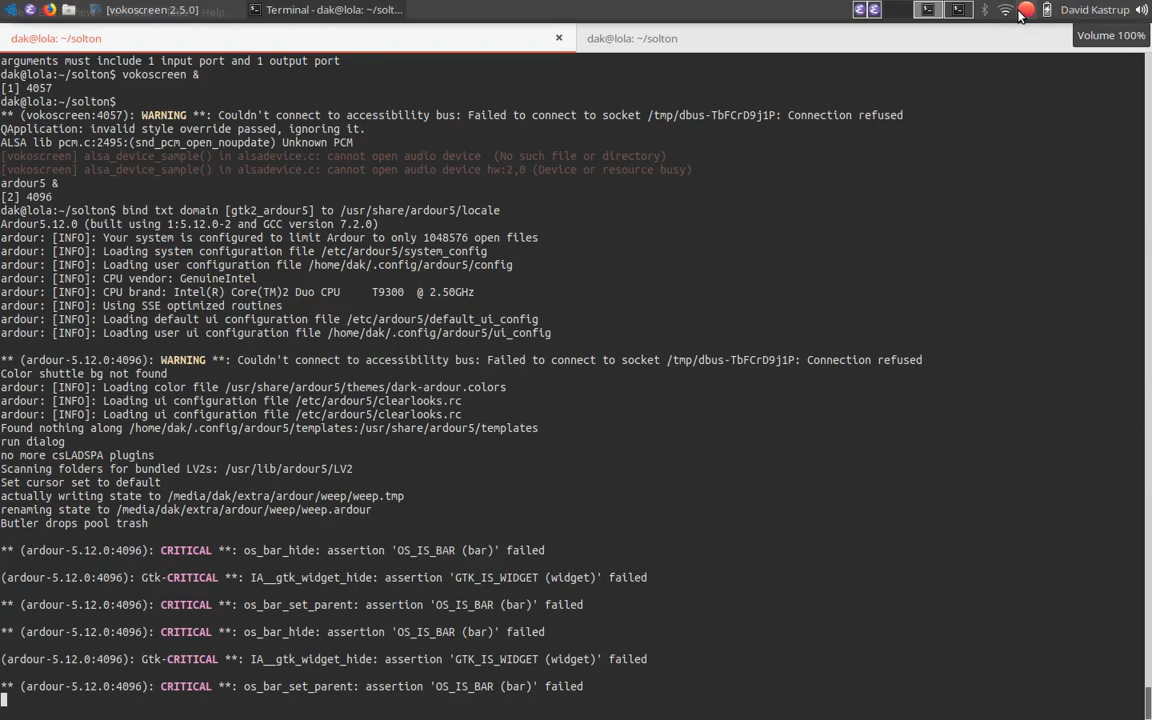 [vokoscreen 2.5.0]
Terminal - dak@lola: ~/solt...
David Kastrup
Help
Volume 100%
dak@lola: ~/solton
dak@lola: ~/solton
arguments must include 1 input port and 1 output port
dak@lola:~/solton$ vokoscreen &
[1] 4057
dak@lola:~/solton$
** (vokoscreen:4057): WARNING **: Couldn't connect to accessibility bus: Failed to connect to socket /tmp/dbus-TbFCrD9j1P: Connection refused
QApplication: invalid style override passed, ignoring it.
ALSA lib pcm.c:2495:(snd_pcm_open_noupdate) Unknown PCM
[vokoscreen] alsa_device_sample() in alsadevice.c: cannot open audio device  (No such file or directory)
[vokoscreen] alsa_device_sample() in alsadevice.c: cannot open audio device hw:2,0 (Device or resource busy)
ardour5 &
[2] 4096
dak@lola:~/solton$ bind txt domain [gtk2_ardour5] to /usr/share/ardour5/locale
Ardour5.12.0 (built using 1:5.12.0-2 and GCC version 7.2.0)
ardour: [INFO]: Your system is configured to limit Ardour to only 1048576 open files
ardour: [INFO]: Loading system configuration file /etc/ardour5/system_config
ardour: [INFO]: Loading user configuration file /home/dak/.config/ardour5/config
ardour: [INFO]: CPU vendor: GenuineIntel
ardour: [INFO]: CPU brand: Intel(R) Core(TM)2 Duo CPU     T9300  @ 2.50GHz
ardour: [INFO]: Using SSE optimized routines
ardour: [INFO]: Loading default ui configuration file /etc/ardour5/default_ui_config
ardour: [INFO]: Loading user ui configuration file /home/dak/.config/ardour5/ui_config
** (ardour-5.12.0:4096): WARNING **: Couldn't connect to accessibility bus: Failed to connect to socket /tmp/dbus-TbFCrD9j1P: Connection refused
Color shuttle bg not found
ardour: [INFO]: Loading color file /usr/share/ardour5/themes/dark-ardour.colors
ardour: [INFO]: Loading ui configuration file /etc/ardour5/clearlooks.rc
ardour: [INFO]: Loading ui configuration file /etc/ardour5/clearlooks.rc
Found nothing along /home/dak/.config/ardour5/templates:/usr/share/ardour5/templates
run dialog
no more csLADSPA plugins
Scanning folders for bundled LV2s: /usr/lib/ardour5/LV2
Set cursor set to default
actually writing state to /media/dak/extra/ardour/weep/weep.tmp
renaming state to /media/dak/extra/ardour/weep/weep.ardour
Butler drops pool trash
** (ardour-5.12.0:4096): CRITICAL **: os_bar_hide: assertion 'OS_IS_BAR (bar)' failed
(ardour-5.12.0:4096): Gtk-CRITICAL **: IA__gtk_widget_hide: assertion 'GTK_IS_WIDGET (widget)' failed
** (ardour-5.12.0:4096): CRITICAL **: os_bar_set_parent: assertion 'OS_IS_BAR (bar)' failed
** (ardour-5.12.0:4096): CRITICAL **: os_bar_hide: assertion 'OS_IS_BAR (bar)' failed
(ardour-5.12.0:4096): Gtk-CRITICAL **: IA__gtk_widget_hide: assertion 'GTK_IS_WIDGET (widget)' failed
** (ardour-5.12.0:4096): CRITICAL **: os_bar_set_parent: assertion 'OS_IS_BAR (bar)' failed